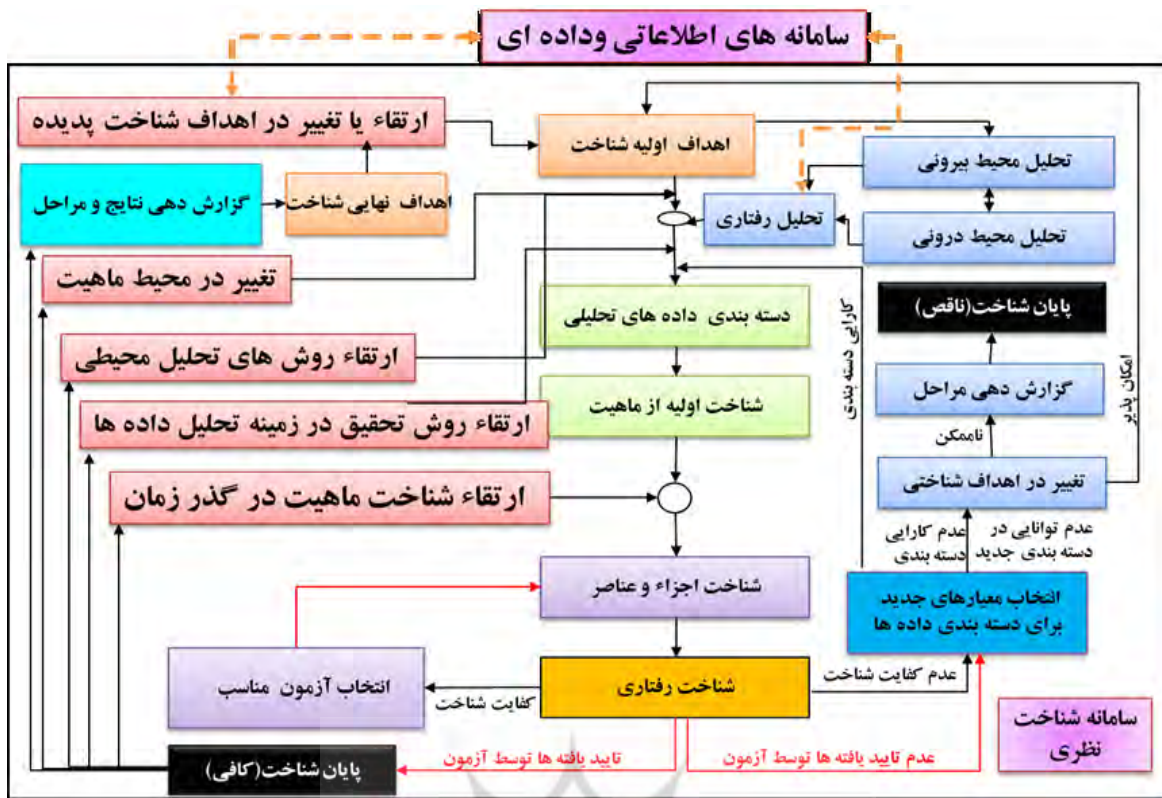 سامانه های اطلاعاتی وداده ای
ارتقاء یا تغییر در اهداف شناخت پدیده
اهداف اولیه شناخت
تحلیل محیط بیرونی
گزارش دهی نتایج و مراحل
اهداف نهایی شناخت
تحلیل رفتاری
تحلیل محیط درونی
تغییر در محیط ماهیت
دسته بندی داده های تحلیلی
کارایی دسته بندی
پایان شناخت(ناقص)
امکان پذیر
ارتقاء روش های تحلیل محیطی
شناخت اولیه از ماهیت
گزارش دهی مراحل
ارتقاء روش تحقیق در زمینه تحلیل داده ها
ناممکن
ارتقاء شناخت ماهیت در گذر زمان
تغییر در اهداف شناختی
عدم توانایی در
دسته بندی جدید
عدم کارایی
دسته بندی
شناخت اجزاء و عناصر
انتخاب معیارهای جدید
برای دسته بندی داده ها
انتخاب آزمون مناسب
کفایت شناخت
شناخت رفتاری
عدم کفایت شناخت
سامانه شناخت
نظری
پایان شناخت(کافی)
تایید یافته ها توسط آزمون
عدم تایید یافته ها توسط آزمون